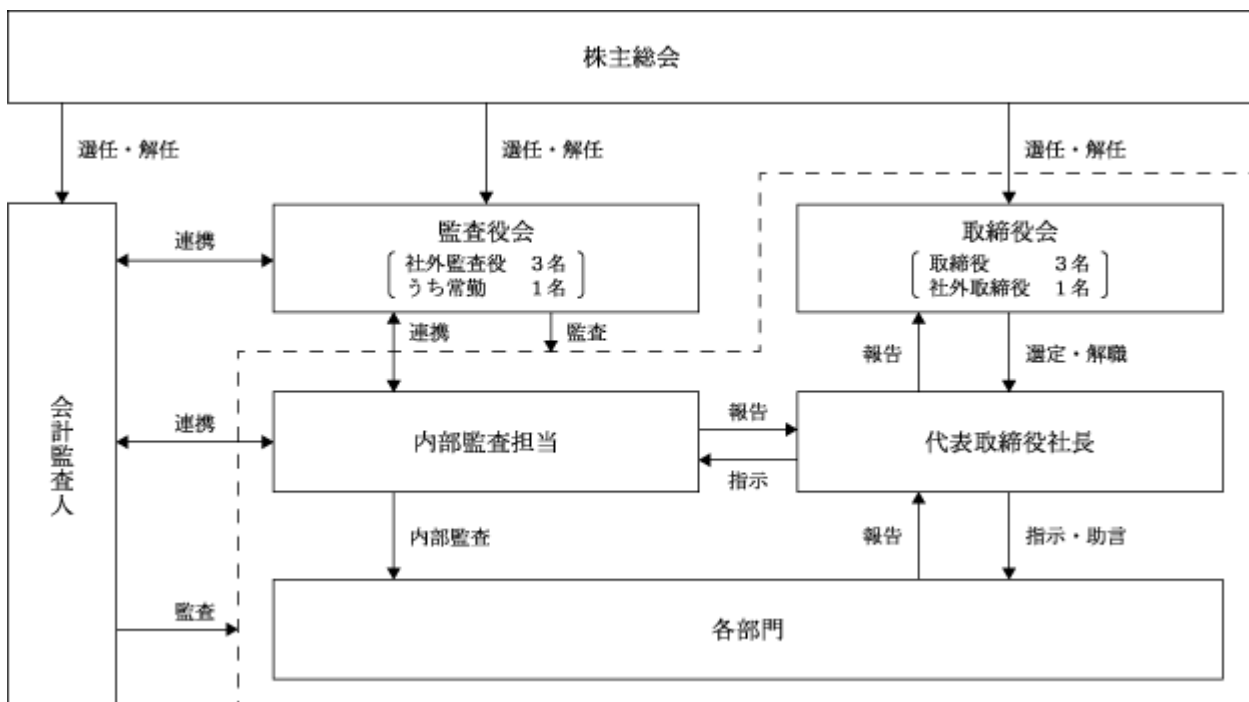 株主総会
選任・解任
選任・解任
選任・解任
監査役会
社外監査役 3名
うち常勤 1名
取締役会
取締役 3名
社外取締役 1名
連携
連携
監査
報告
選定・解職
会計監査人
連携
内部監査担当
報告
指示
代表取締役社長
内部監査
報告
指示・助言
監査
各部門